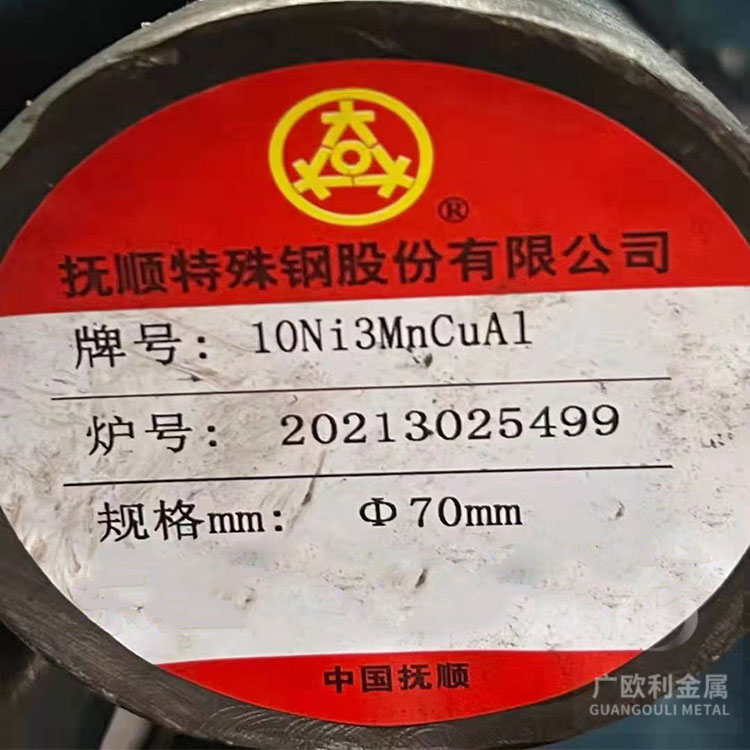 ®
抚顺特殊钢股份有限公司
牌号: 10Ni3MnCuAl
炉号: 20213025499
规格mm: Φ70mm
中国抚顺
广欧利金属
GUANGOULI METAL